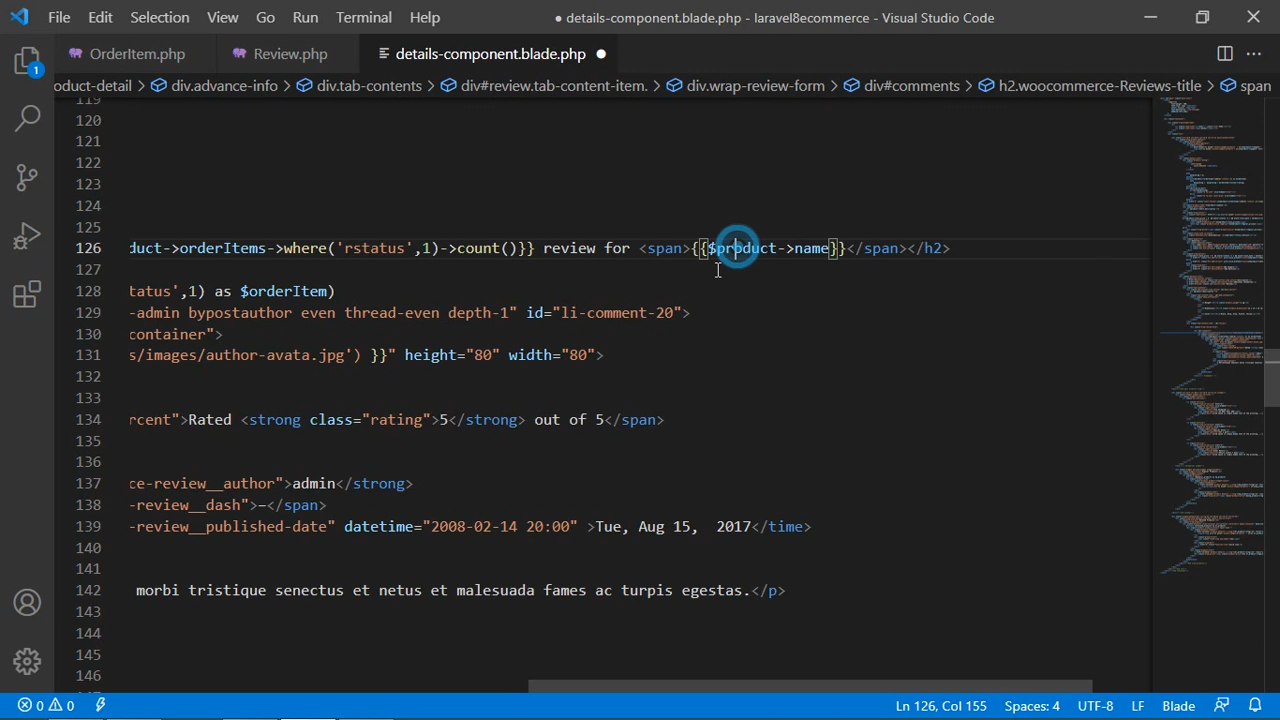 File Edit Selection View Go Run Terminal Help
● details-component.blade.php - laravel8ecommerce - Visual Studio Code
OrderItem.php Review.php details-component.blade.php ●
1
oduct-detail > div.advance-info > div.tab-contents > div#review.tab-content-item. > div.wrap-review-form > div#comments > h2.woocommerce-Reviews-title > span
119
120
121
122
123
124
125
126 duct->orderItems->where('rstatus',1)->count() }} review for <span>{{$product->name}}</span></h2>
127
128 tatus',1) as $orderItem)
129 -admin bypostauthor even thread-even depth-1" id="li-comment-20">
130 container">
131 s/images/author-avata.jpg') }}" height="80" width="80">
132
133
134 rcent">Rated <strong class="rating">5</strong> out of 5</span>
135
136
137 ce-review__author">admin</strong>
138 -review__dash">–</span>
139 -review__published-date" datetime="2008-02-14 20:00" >Tue, Aug 15,  2017</time>
140
141
142 morbi tristique senectus et netus et malesuada fames ac turpis egestas.</p>
143
144
145
146
0 0 Ln 126, Col 155 Spaces: 4 UTF-8 LF Blade